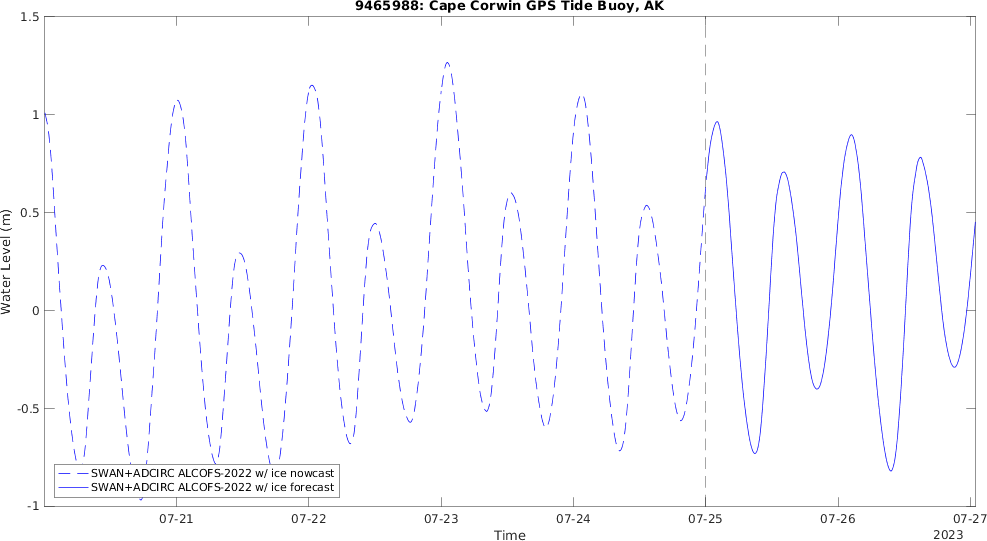 9465988: Cape Corwin GPS Tide Buoy, AK
1.5
1
0.5
0
-0.5
-1
Water Level (m)
SWAN+ADCIRC ALCOFS-2022 w/ ice nowcast
SWAN+ADCIRC ALCOFS-2022 w/ ice forecast
07-21
07-22
07-23
07-24
07-25
07-26
07-27
Time
2023